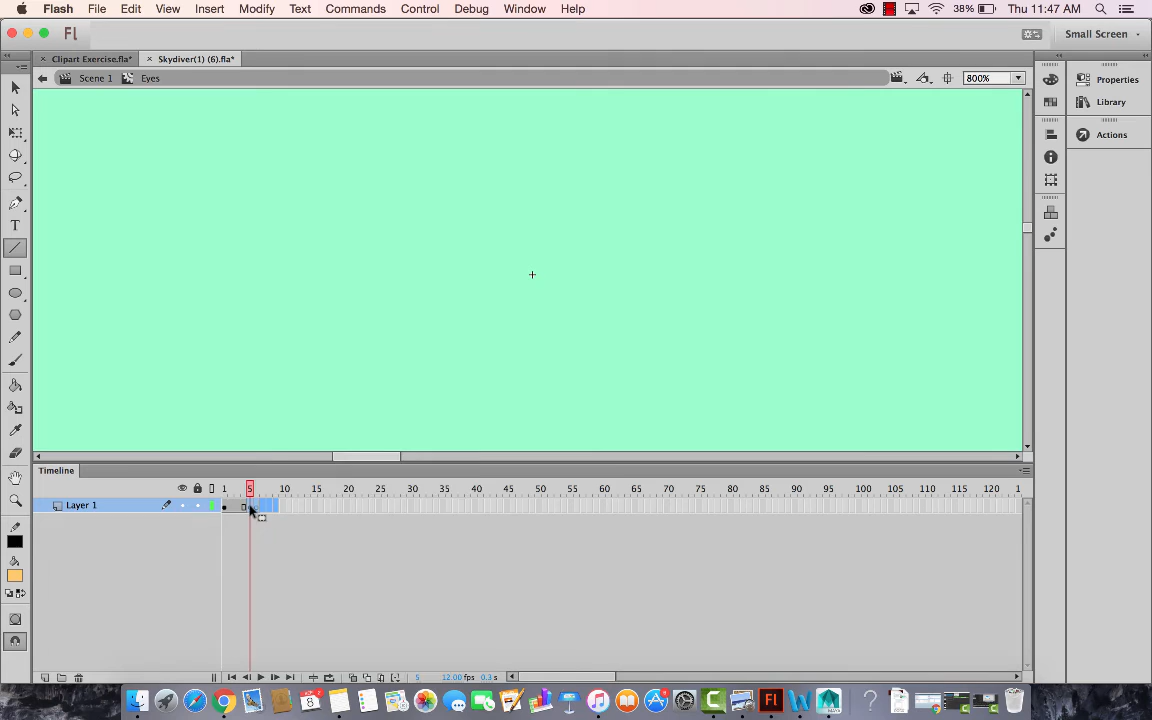 Flash File Edit View Insert Modify Text Commands Control Debug Window Help 38% Thu 11:47 AM
Fl Small Screen
× Clipart Exercise.fla* × Skydiver(1) (6).fla*
Scene 1 Eyes 800%
Properties
Library
Actions
T
Timeline
1 5 10 15 20 25 30 35 40 45 50 55 60 65 70 75 80 85 90 95 100 105 110 115 120 1
Layer 1
5 12.00 fps 0.3 s